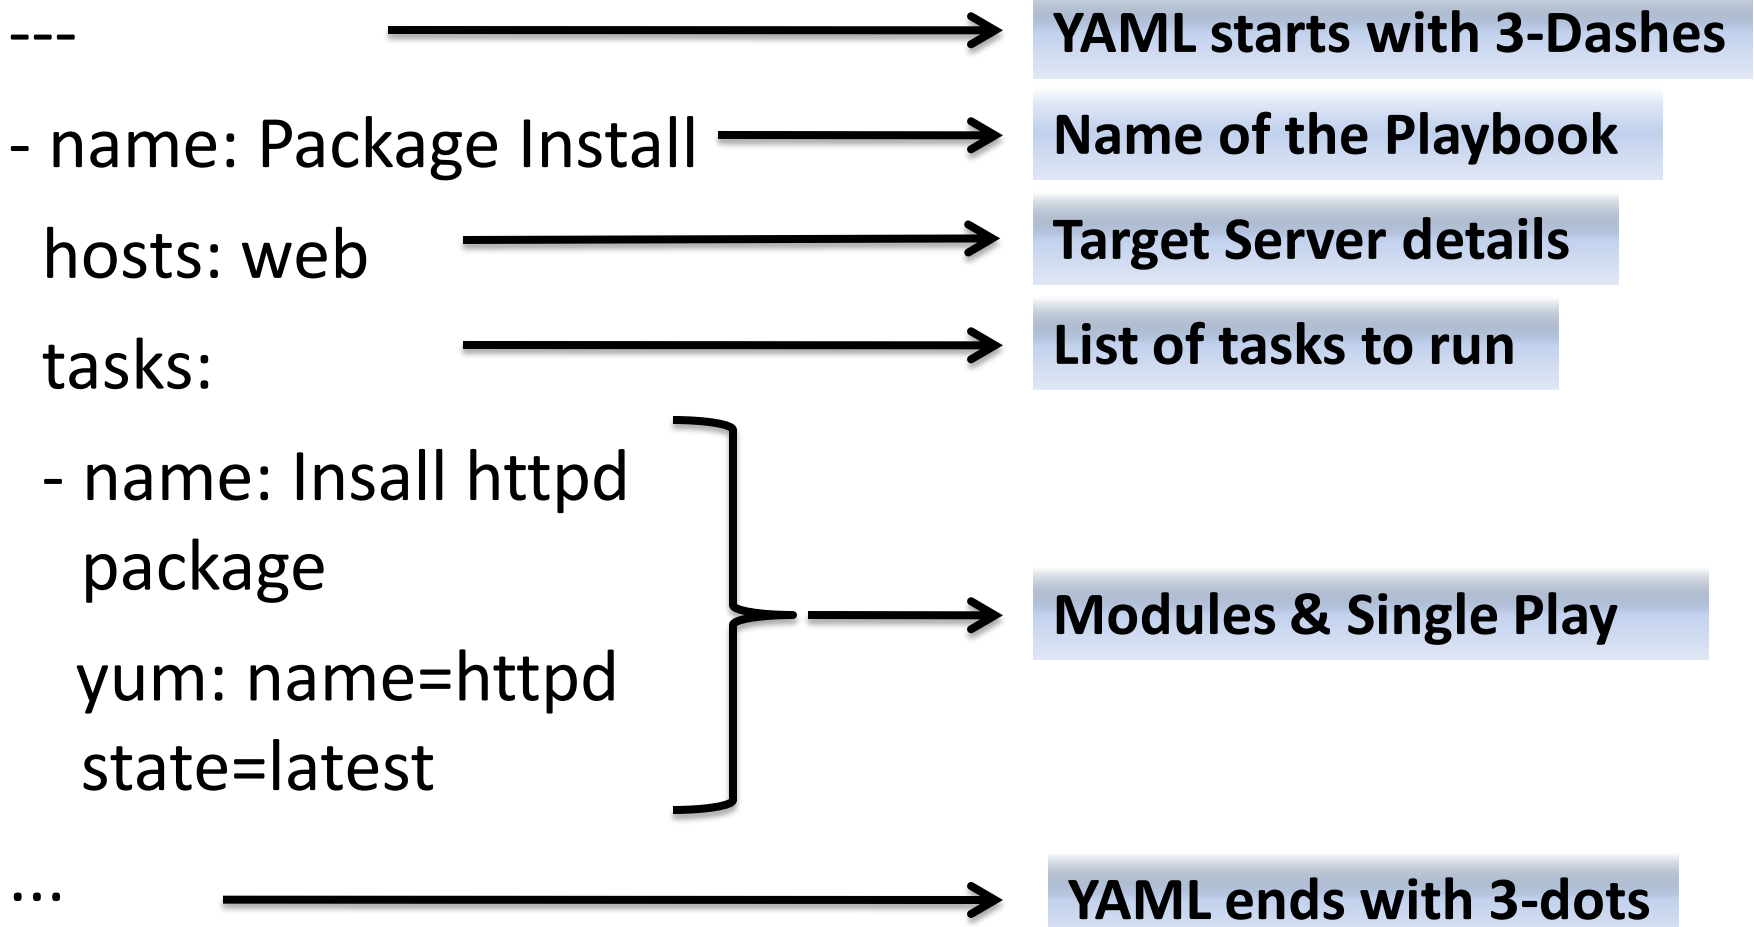 ---
YAML starts with 3-Dashes
- name: Package Install
Name of the Playbook
hosts: web
Target Server details
tasks:
List of tasks to run
- name: Insall httpd
package
yum: name=httpd
state=latest
Modules & Single Play
...
YAML ends with 3-dots